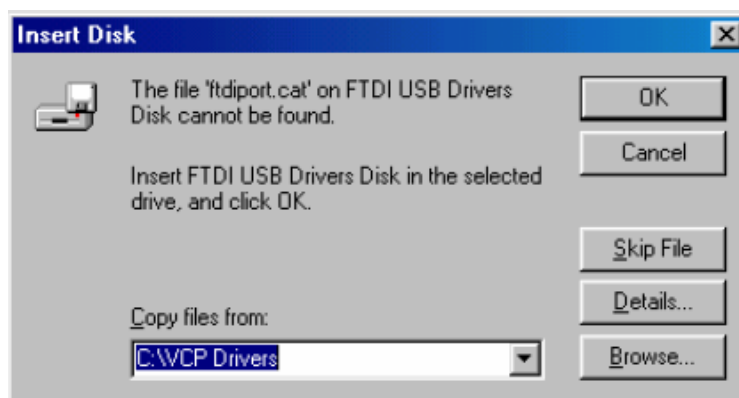 Insert Disk
The file 'ftdiport.cat' on FTDI USB Drivers
Disk cannot be found.
Insert FTDI USB Drivers Disk in the selected
drive, and click OK.
Copy files from:
C:\VCP Drivers
OK
Cancel
Skip File
Details...
Browse...